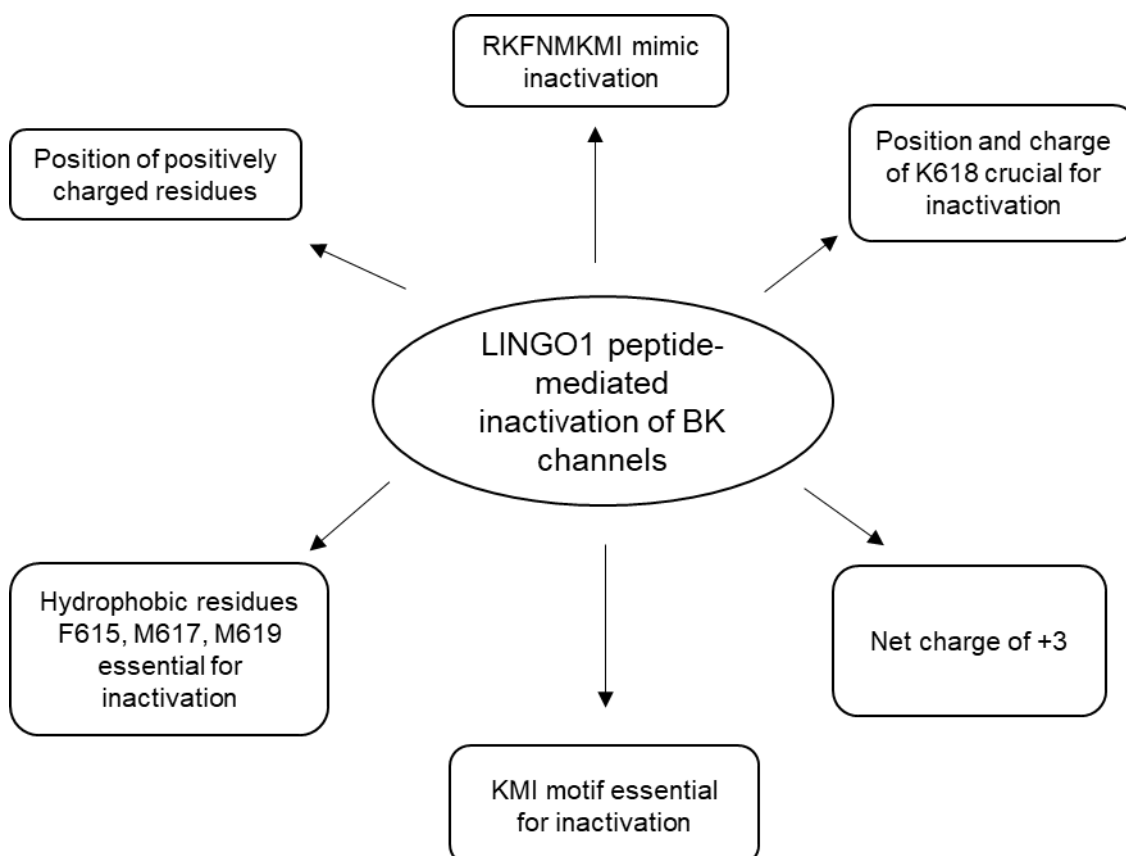 RKFNMKMI mimic
inactivation
Position of positively
charged residues
Position and charge
of K618 crucial for
inactivation
LINGO1 peptide-
mediated
inactivation of BK
channels
Hydrophobic residues
F615, M617, M619
essential for
inactivation
Net charge of +3
KMI motif essential
for inactivation